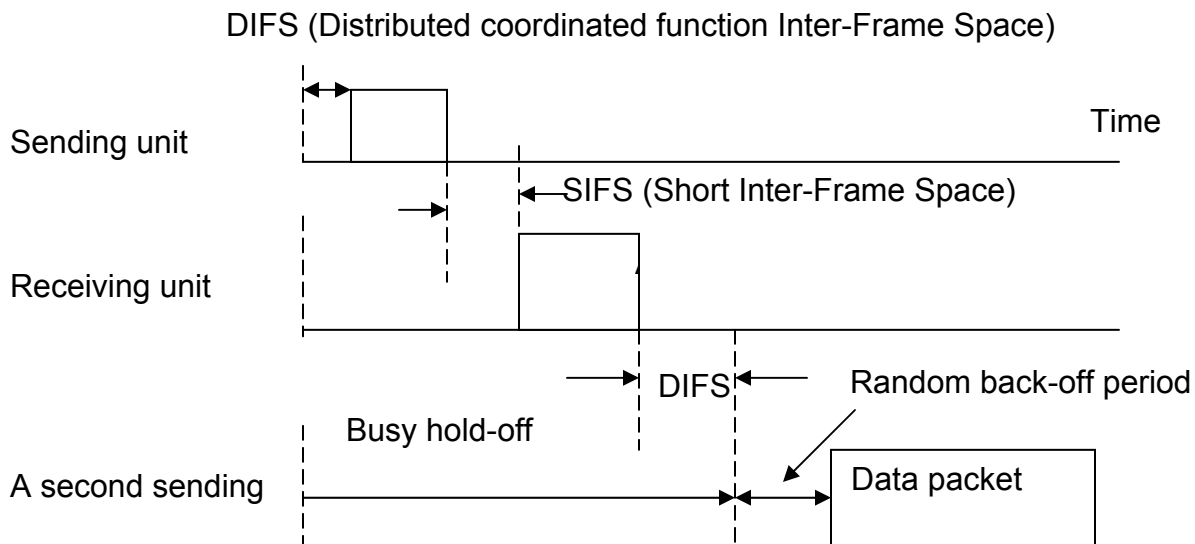 DIFS (Distributed coordinated function Inter-Frame Space)
Time
Sending unit
SIFS (Short Inter-Frame Space)
Receiving unit
DIFS
Random back-off period
Busy hold-off
A second sending
Data packet